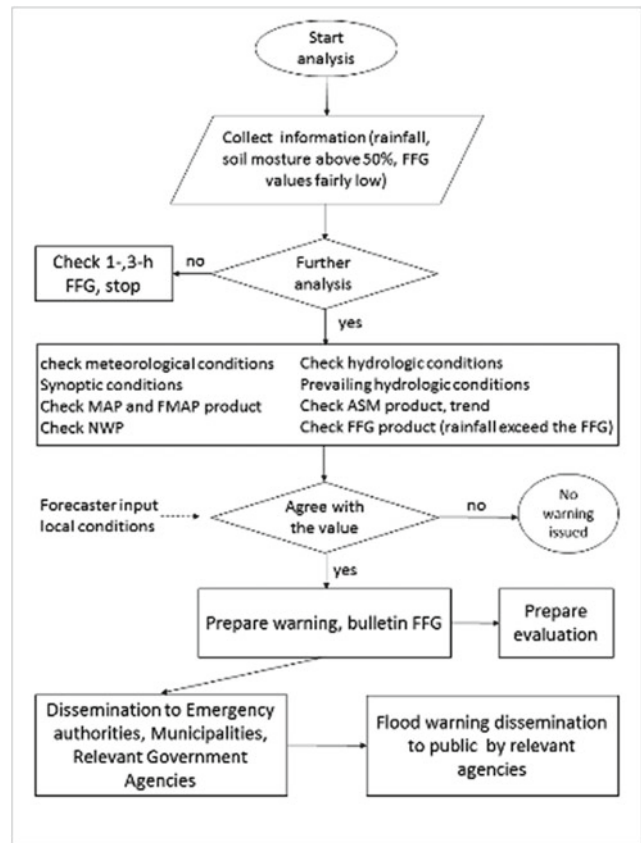 Start
analysis
Collect information (rainfall,
soil mosture above 50%, FFG
values fairly low)
Further
analysis
no
Check 1-,3-h
FFG, stop
yes
check meteorological conditions
Synoptic conditions
Check MAP and FMAP product
Check NWP
Check hydrologic conditions
Prevailing hydrologic conditions
Check ASM product, trend
Check FFG product (rainfall exceed the FFG)
Forecaster input
local conditions
Agree with
the value
no
No
warning
issued
yes
Prepare warning, bulletin FFG
Prepare
evaluation
Dissemination to Emergency
authorities, Municipalities,
Relevant Government
Agencies
Flood warning dissemination
to public by relevant
agencies